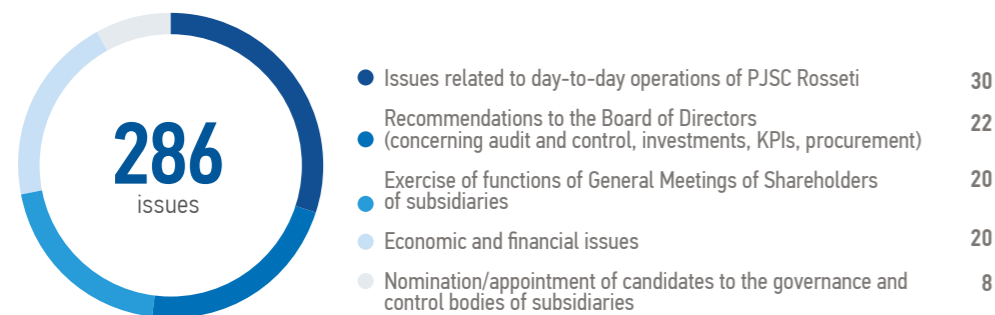 286
issues
Issues related to day-to-day operations of PJSC Rosseti 30
Recommendations to the Board of Directors
(concerning audit and control, investments, KPIs, procurement) 22
Exercise of functions of General Meetings of Shareholders
of subsidiaries 20
Economic and financial issues 20
Nomination/appointment of candidates to the governance and
control bodies of subsidiaries 8